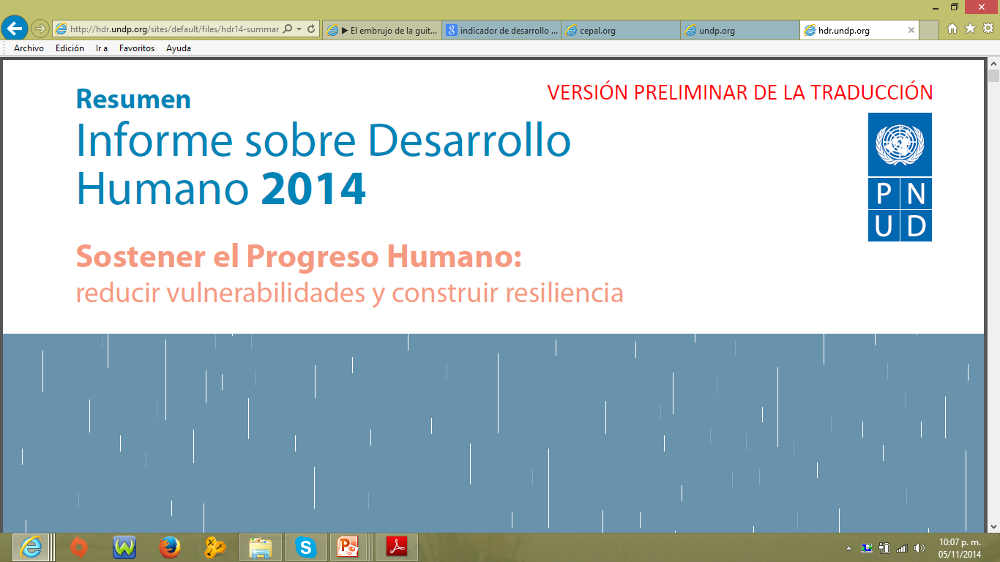 http://hdr.undp.org/sites/default/files/hdr14-summar
▶ El embrujo de la guit...
indicador de desarrollo ...
cepal.org
undp.org
hdr.undp.org
Archivo Edición Ir a Favoritos Ayuda
Resumen
VERSIÓN PRELIMINAR DE LA TRADUCCIÓN
Informe sobre Desarrollo
Humano 2014
P N
U D
Sostener el Progreso Humano:
reducir vulnerabilidades y construir resiliencia
10:07 p. m.
05/11/2014